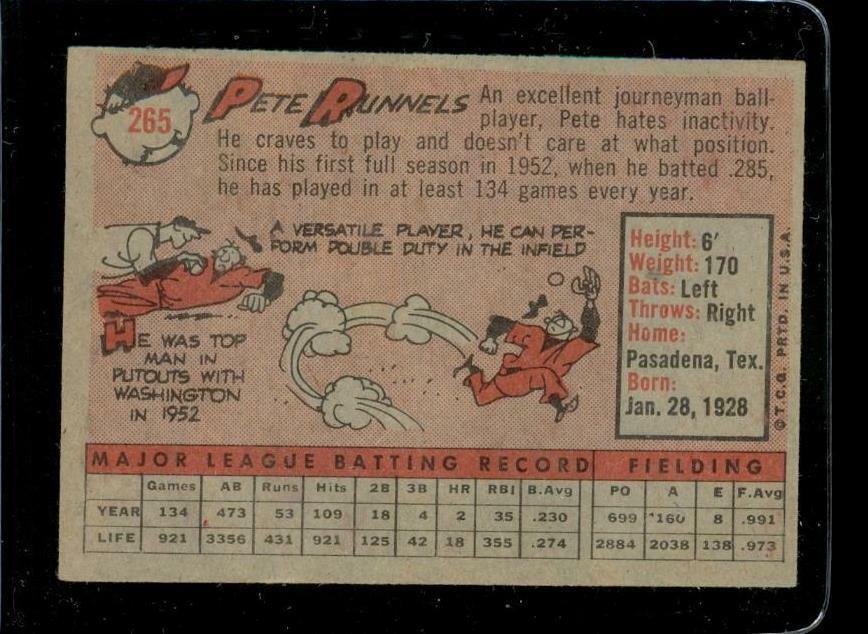 265
PETE RUNNELS An excellent journeyman ball-
player, Pete hates inactivity.
He craves to play and doesn't care at what position.
Since his first full season in 1952, when he batted .285,
he has played in at least 134 games every year.
A VERSATILE PLAYER, HE CAN PER-
FORM DOUBLE DUTY IN THE INFIELD
HE WAS TOP
MAN IN
PUTOUTS WITH
WASHINGTON
IN 1952
Height: 6'
Weight: 170
Bats: Left
Throws: Right
Home:
Pasadena, Tex.
Born:
Jan. 28, 1928
©T.C.G. PRTD. IN U.S.A.
MAJOR LEAGUE BATTING RECORD FIELDING
Games AB Runs Hits 2B 3B HR RBI B.Avg PO A E F.Avg
YEAR 134 473 53 109 18 4 2 35 .230 699 160 8 .991
LIFE 921 3356 431 921 125 42 18 355 .274 2884 2038 138 .973